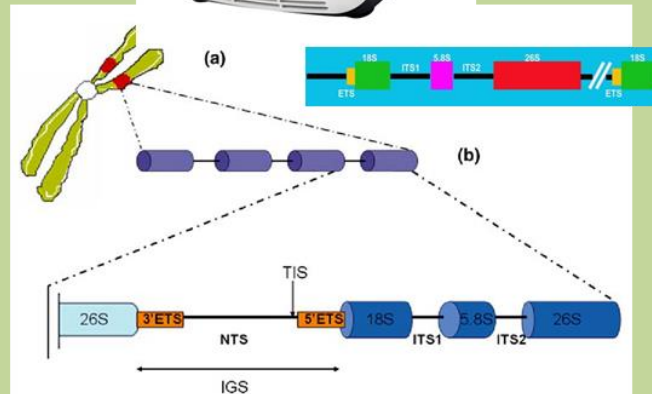 (a)
18S 5.8S 26S 18S
ITS1 ITS2
ETS ETS
(b)
TIS
26S 3'ETS 5'ETS 18S 5.8S 26S
NTS ITS1 ITS2
IGS